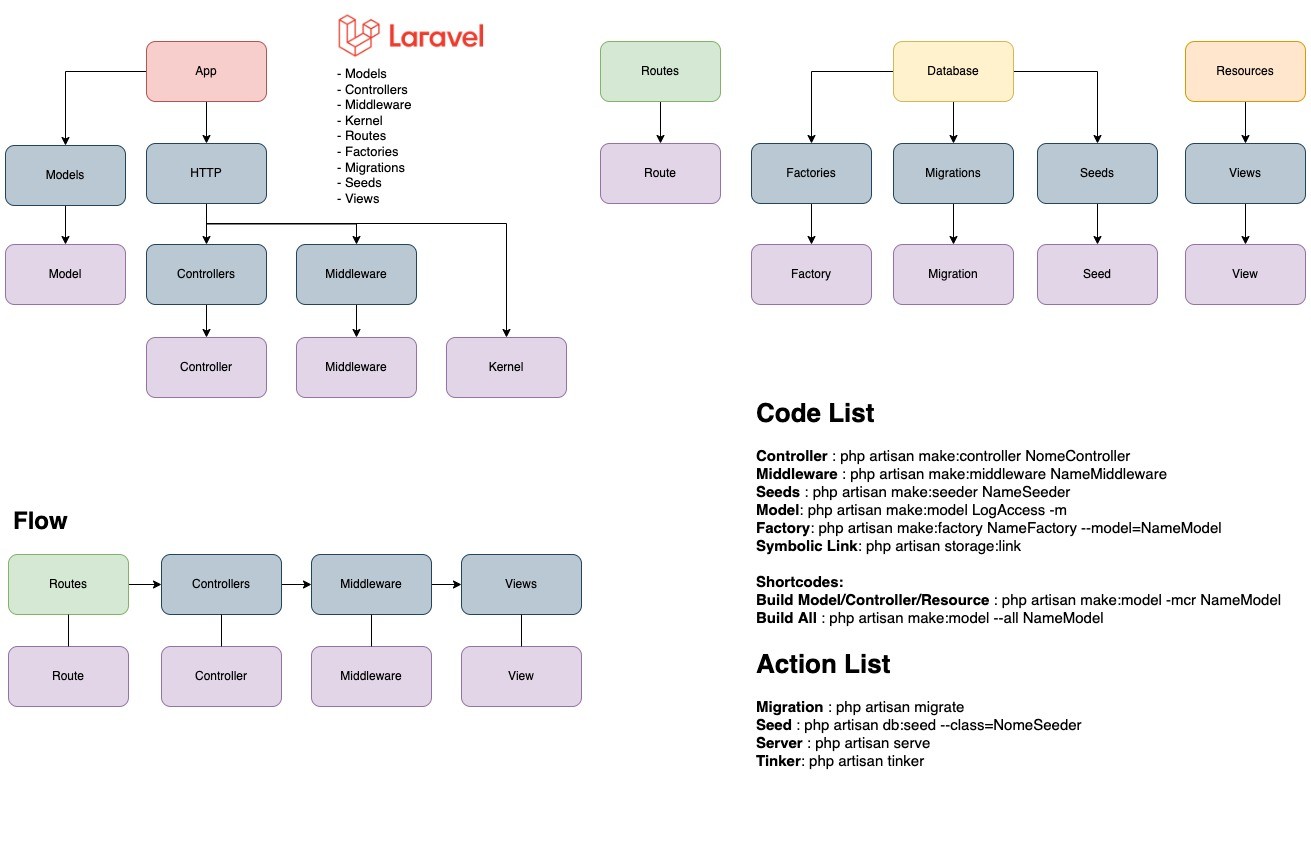 Laravel
- Models
- Controllers
- Middleware
- Kernel
- Routes
- Factories
- Migrations
- Seeds
- Views
App
Models
HTTP
Model
Controllers
Middleware
Controller
Middleware
Kernel
Routes
Route
Database
Factories
Migrations
Seeds
Factory
Migration
Seed
Resources
Views
View
Flow
Routes
Controllers
Middleware
Views
Route
Controller
Middleware
View
Code List
Controller : php artisan make:controller NomeController
Middleware : php artisan make:middleware NameMiddleware
Seeds : php artisan make:seeder NameSeeder
Model: php artisan make:model LogAccess -m
Factory: php artisan make:factory NameFactory --model=NameModel
Symbolic Link: php artisan storage:link
Shortcodes:
Build Model/Controller/Resource : php artisan make:model -mcr NameModel
Build All : php artisan make:model --all NameModel
Action List
Migration : php artisan migrate
Seed : php artisan db:seed --class=NomeSeeder
Server : php artisan serve
Tinker: php artisan tinker